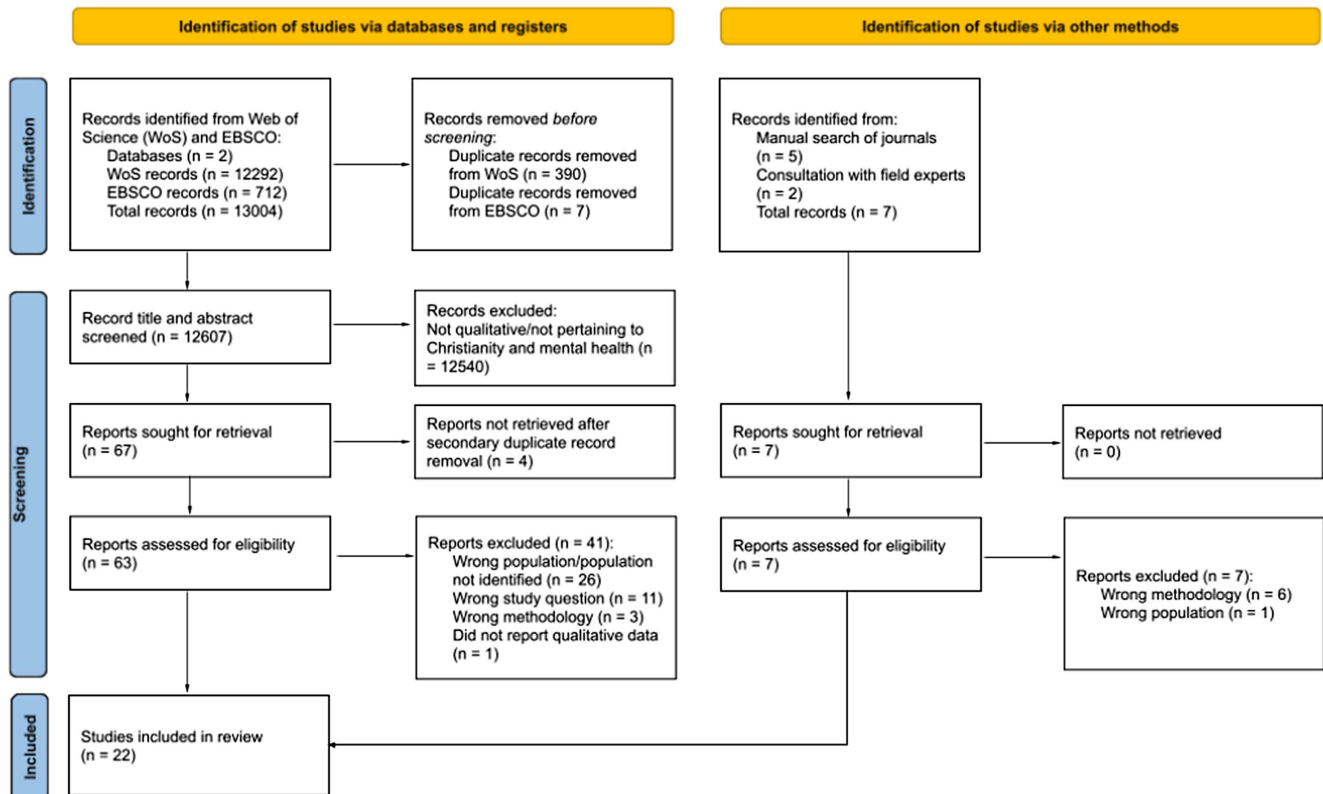 Identification of studies via databases and registers
Identification of studies via other methods
Identification
Records identified from Web of
Science (WoS) and EBSCO:
Databases (n = 2)
WoS records (n = 12292)
EBSCO records (n = 712)
Total records (n = 13004)
Records removed before
screening:
Duplicate records removed
from WoS (n = 390)
Duplicate records removed
from EBSCO (n = 7)
Records identified from:
Manual search of journals
(n = 5)
Consultation with field experts
(n = 2)
Total records (n = 7)
Screening
Record title and abstract
screened (n = 12607)
Records excluded:
Not qualitative/not pertaining to
Christianity and mental health (n
= 12540)
Reports sought for retrieval
(n = 67)
Reports not retrieved after
secondary duplicate record
removal (n = 4)
Reports sought for retrieval
(n = 7)
Reports not retrieved
(n = 0)
Reports assessed for eligibility
(n = 63)
Reports excluded (n = 41):
Wrong population/population
not identified (n = 26)
Wrong study question (n = 11)
Wrong methodology (n = 3)
Did not report qualitative data
(n = 1)
Reports assessed for eligibility
(n = 7)
Reports excluded (n = 7):
Wrong methodology (n = 6)
Wrong population (n = 1)
Included
Studies included in review
(n = 22)